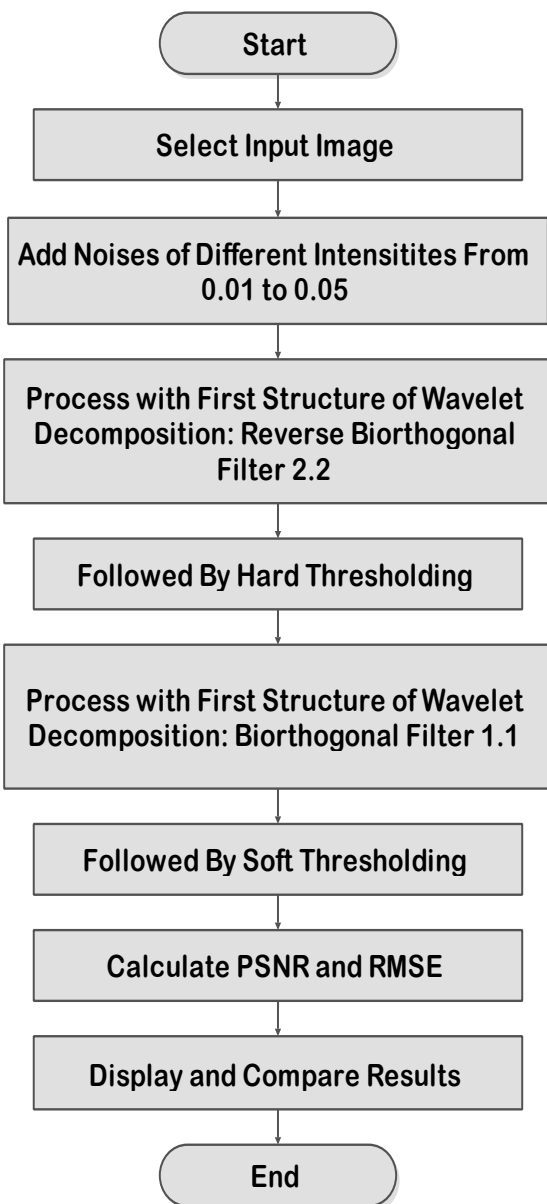 Start
Select Input Image
Add Noises of Different Intensitites From
0.01 to 0.05
Process with First Structure of Wavelet
Decomposition: Reverse Biorthogonal
Filter 2.2
Followed By Hard Thresholding
Process with First Structure of Wavelet
Decomposition: Biorthogonal Filter 1.1
Followed By Soft Thresholding
Calculate PSNR and RMSE
Display and Compare Results
End